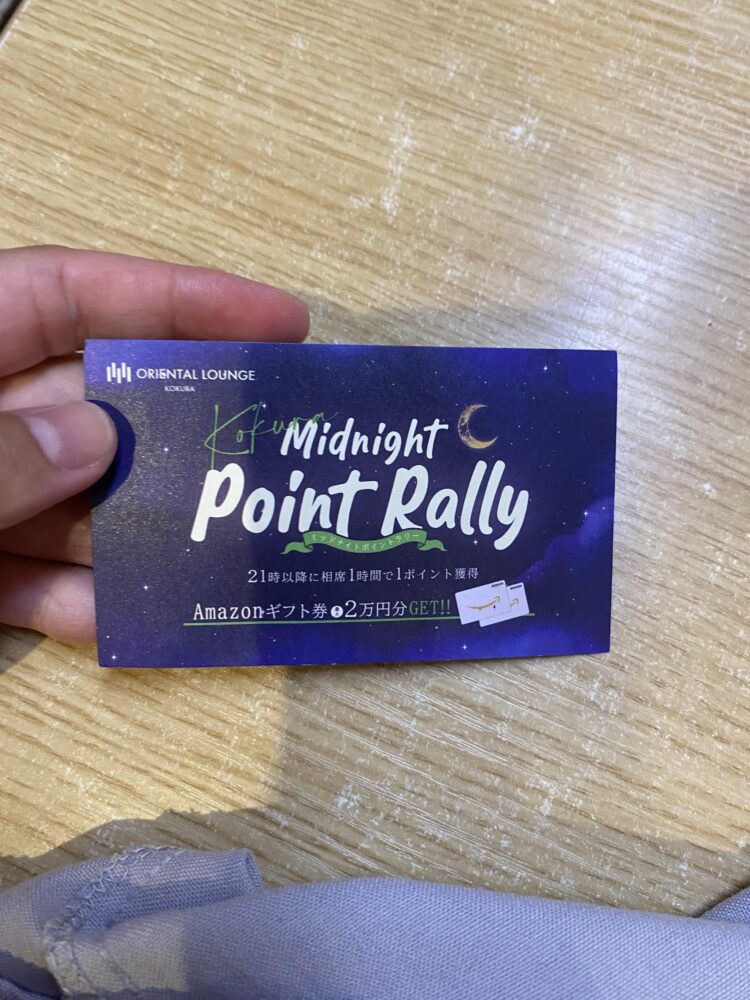 ORIENTAL LOUNGE
KOKURA
Kokura
Midnight
Point Rally
ミッドナイトポイントラリー
21時以降に相席1時間で1ポイント獲得
Amazonギフト券 2万円分GET!!